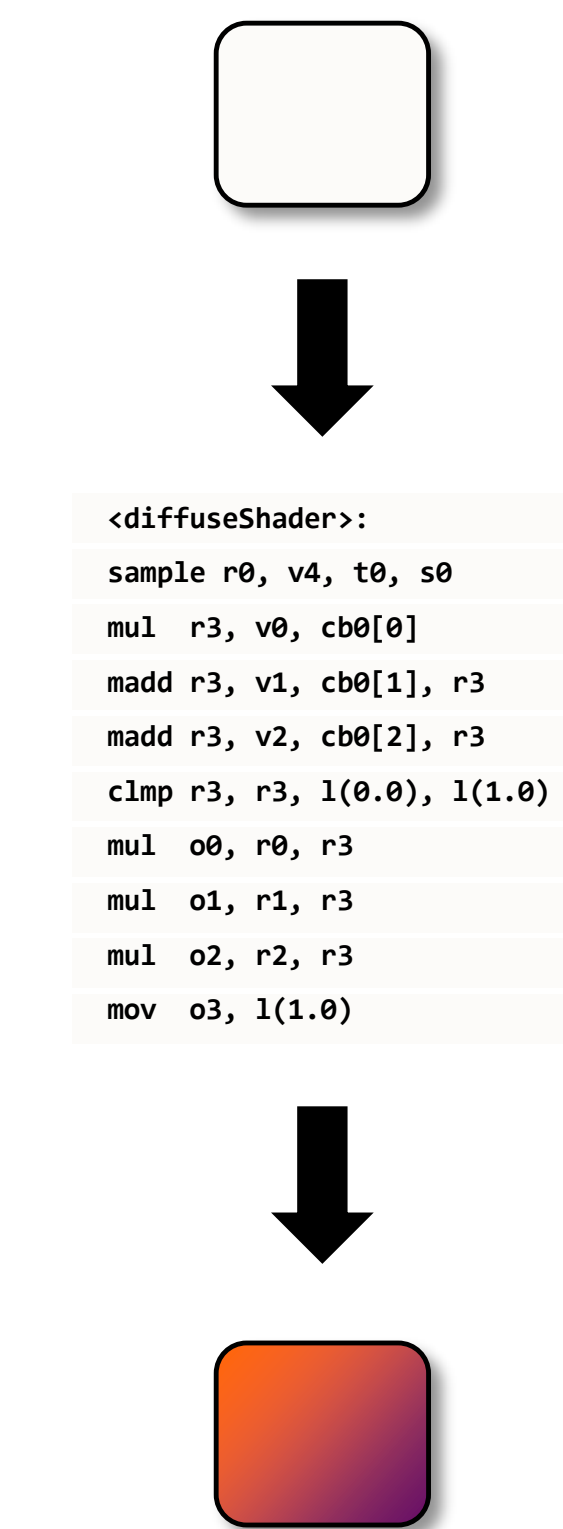 <diffuseShader>:
sample r0, v4, t0, s0
mul  r3, v0, cb0[0]
madd r3, v1, cb0[1], r3
madd r3, v2, cb0[2], r3
clmp r3, r3, l(0.0), l(1.0)
mul  o0, r0, r3
mul  o1, r1, r3
mul  o2, r2, r3
mov  o3, l(1.0)